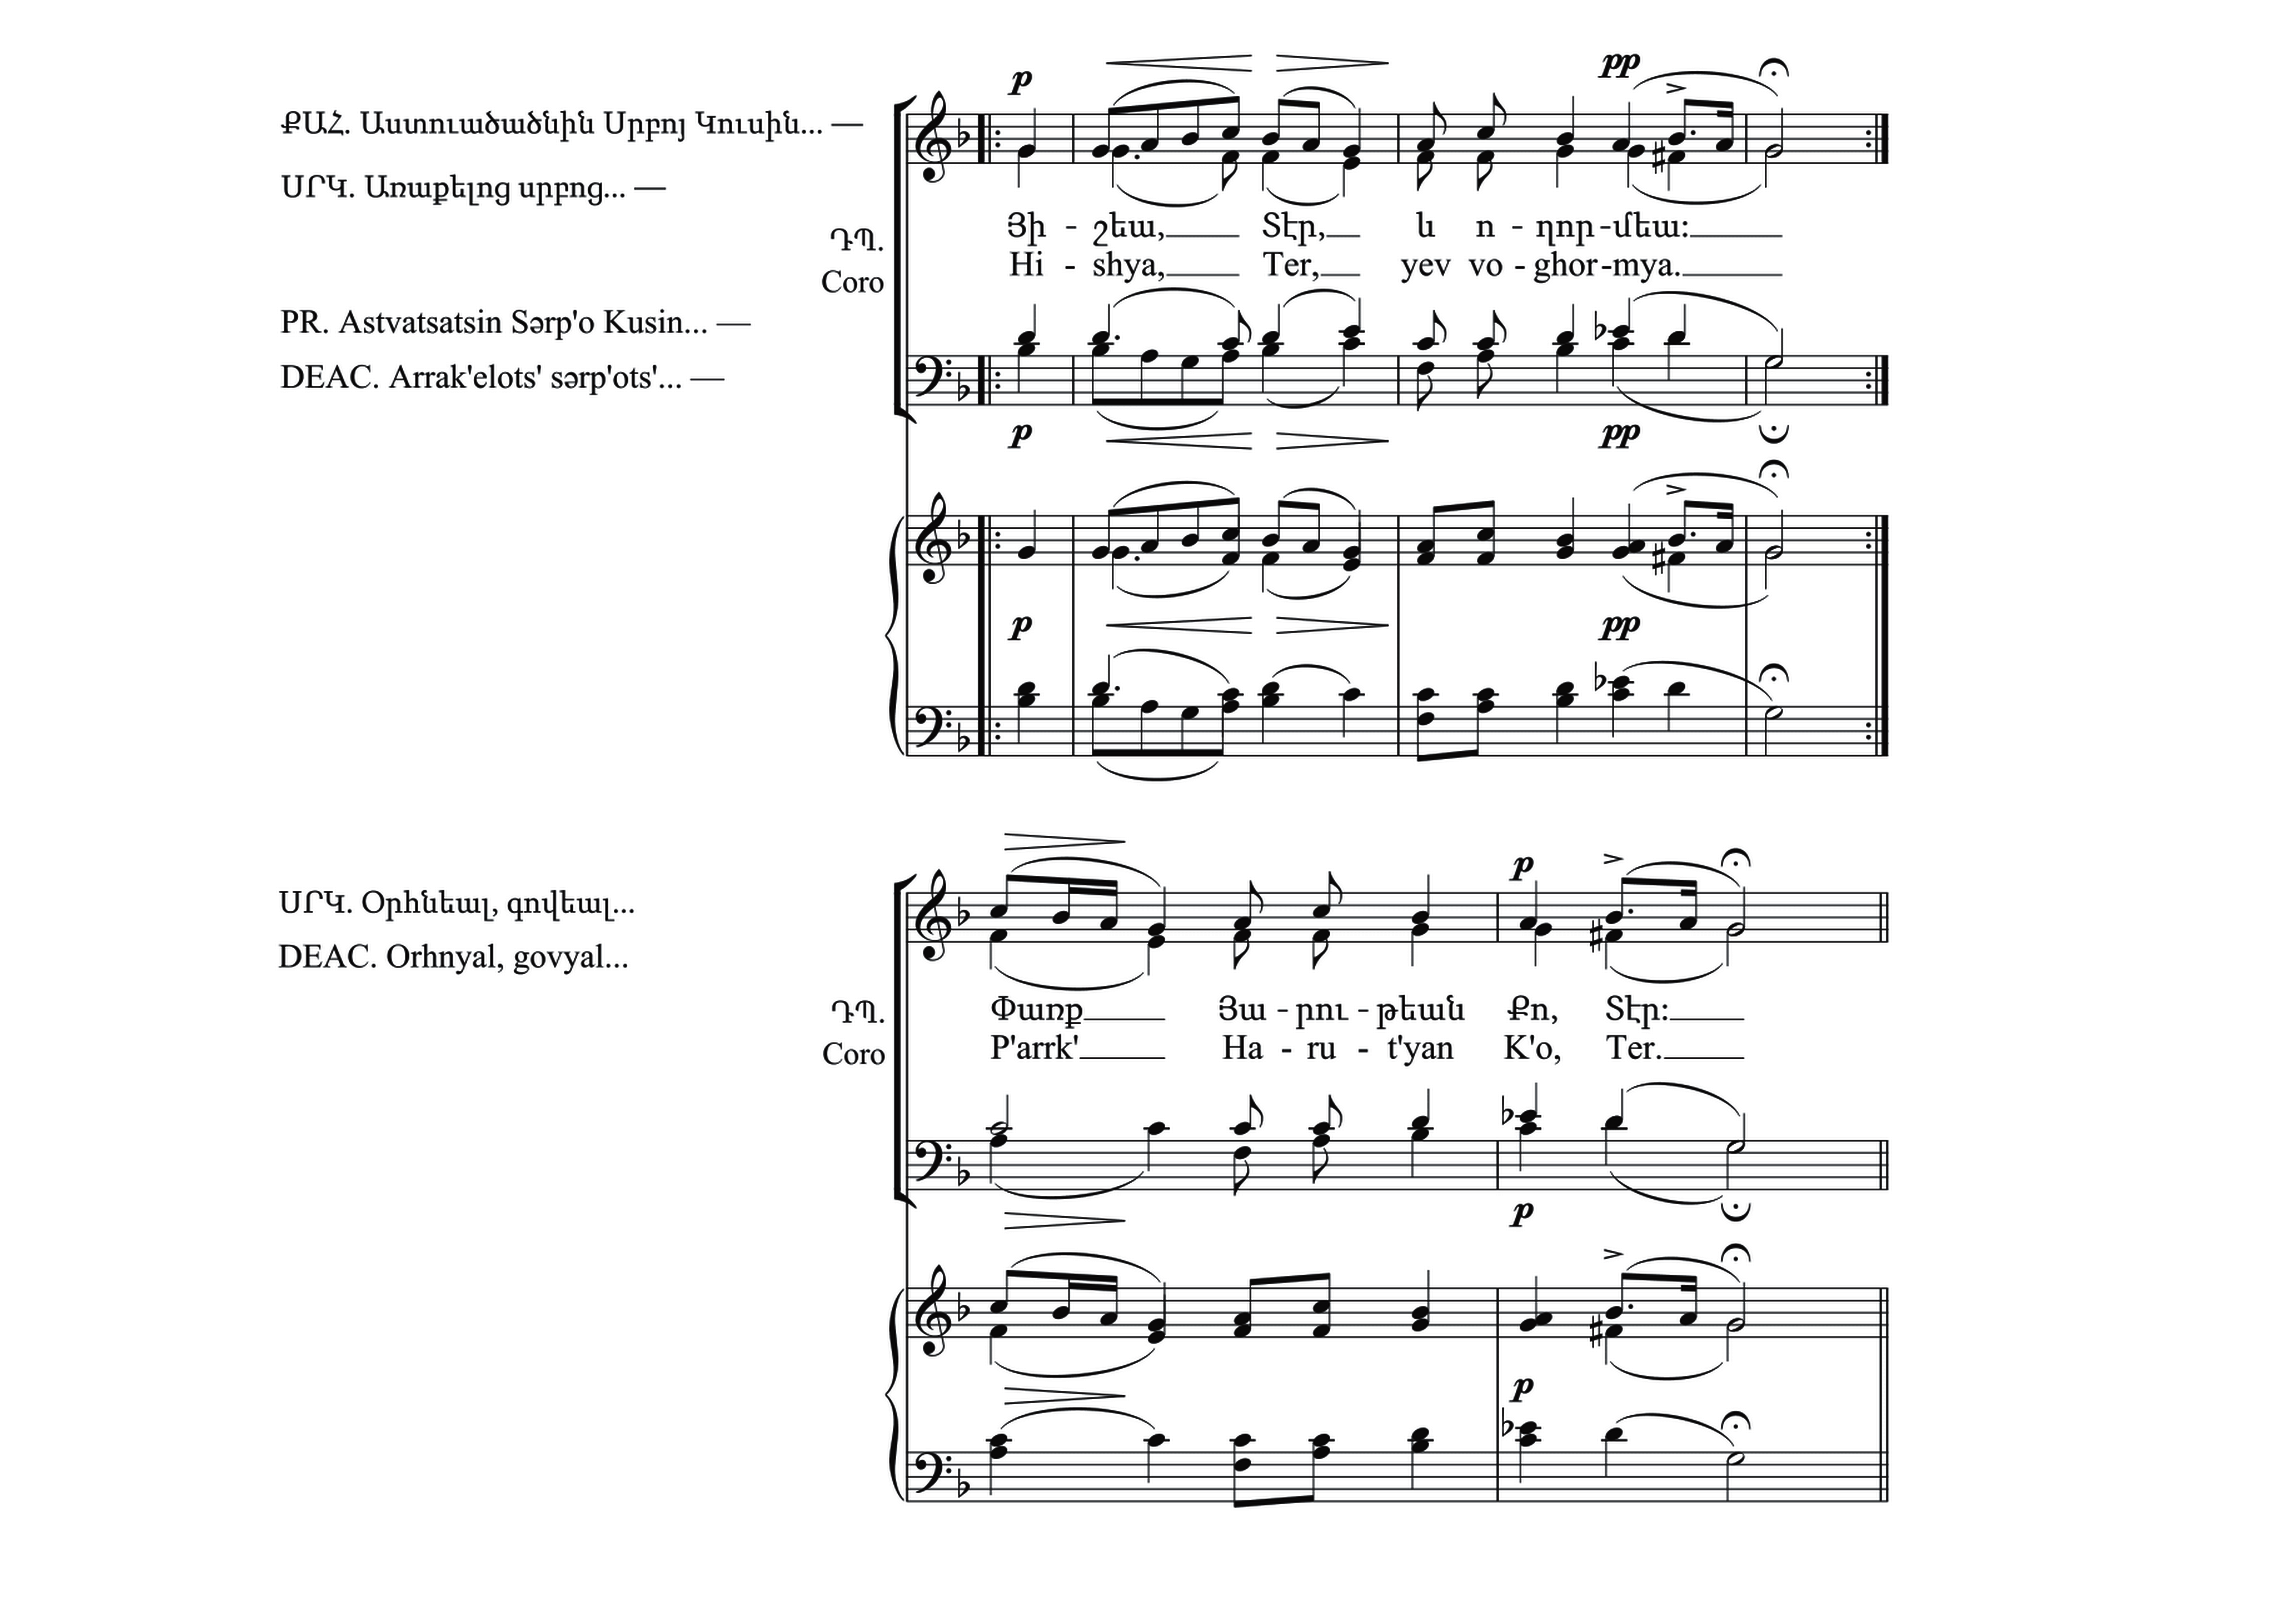 ՔԱՀ. Աստուածածնին Սրբոյ Կուսին... —
ՍՐԿ. Առաքելոց սրբոց... —
PR. Astvatsatsin Sərp'o Kusin... —
DEAC. Arrak'elots' sərp'ots'... —
ԴՊ.
Coro
p pp
Յի - շեա, Տէր, և ո - ղոր - մեա:
Hi - shya, Ter, yev vo - ghor - mya.
p pp
p pp
ՍՐԿ. Օրհնեալ, գովեալ...
DEAC. Orhnyal, govyal...
ԴՊ.
Coro
p
Փառք Յա - րու - թեան Քո, Տէր:
P'arrk' Ha - ru - t'yan K'o, Ter.
p
p